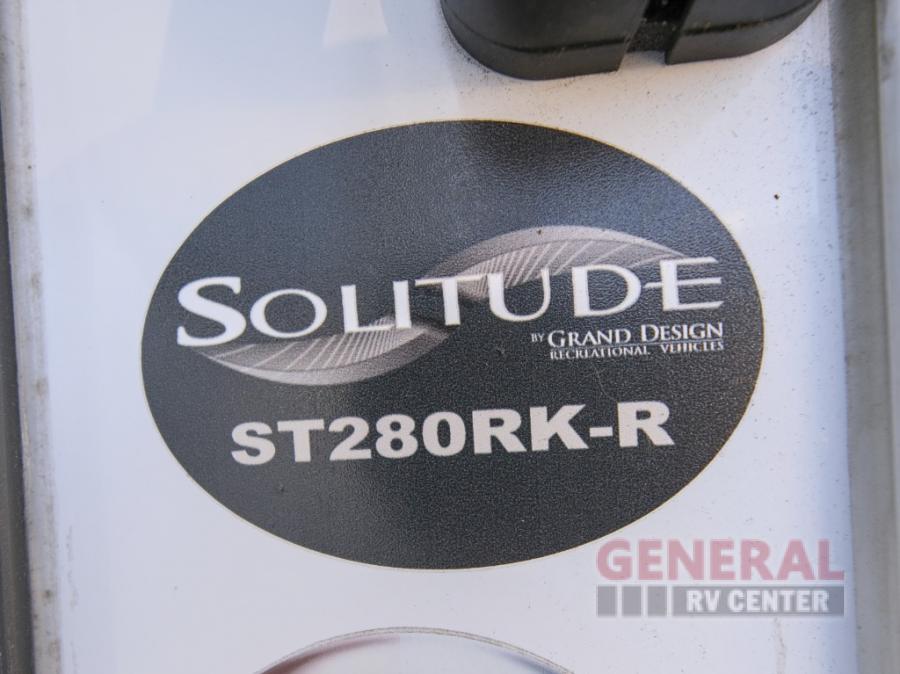 SOLITUDE
BY GRAND DESIGN
RECREATIONAL VEHICLES
ST280RK-R
GENERAL
RV CENTER